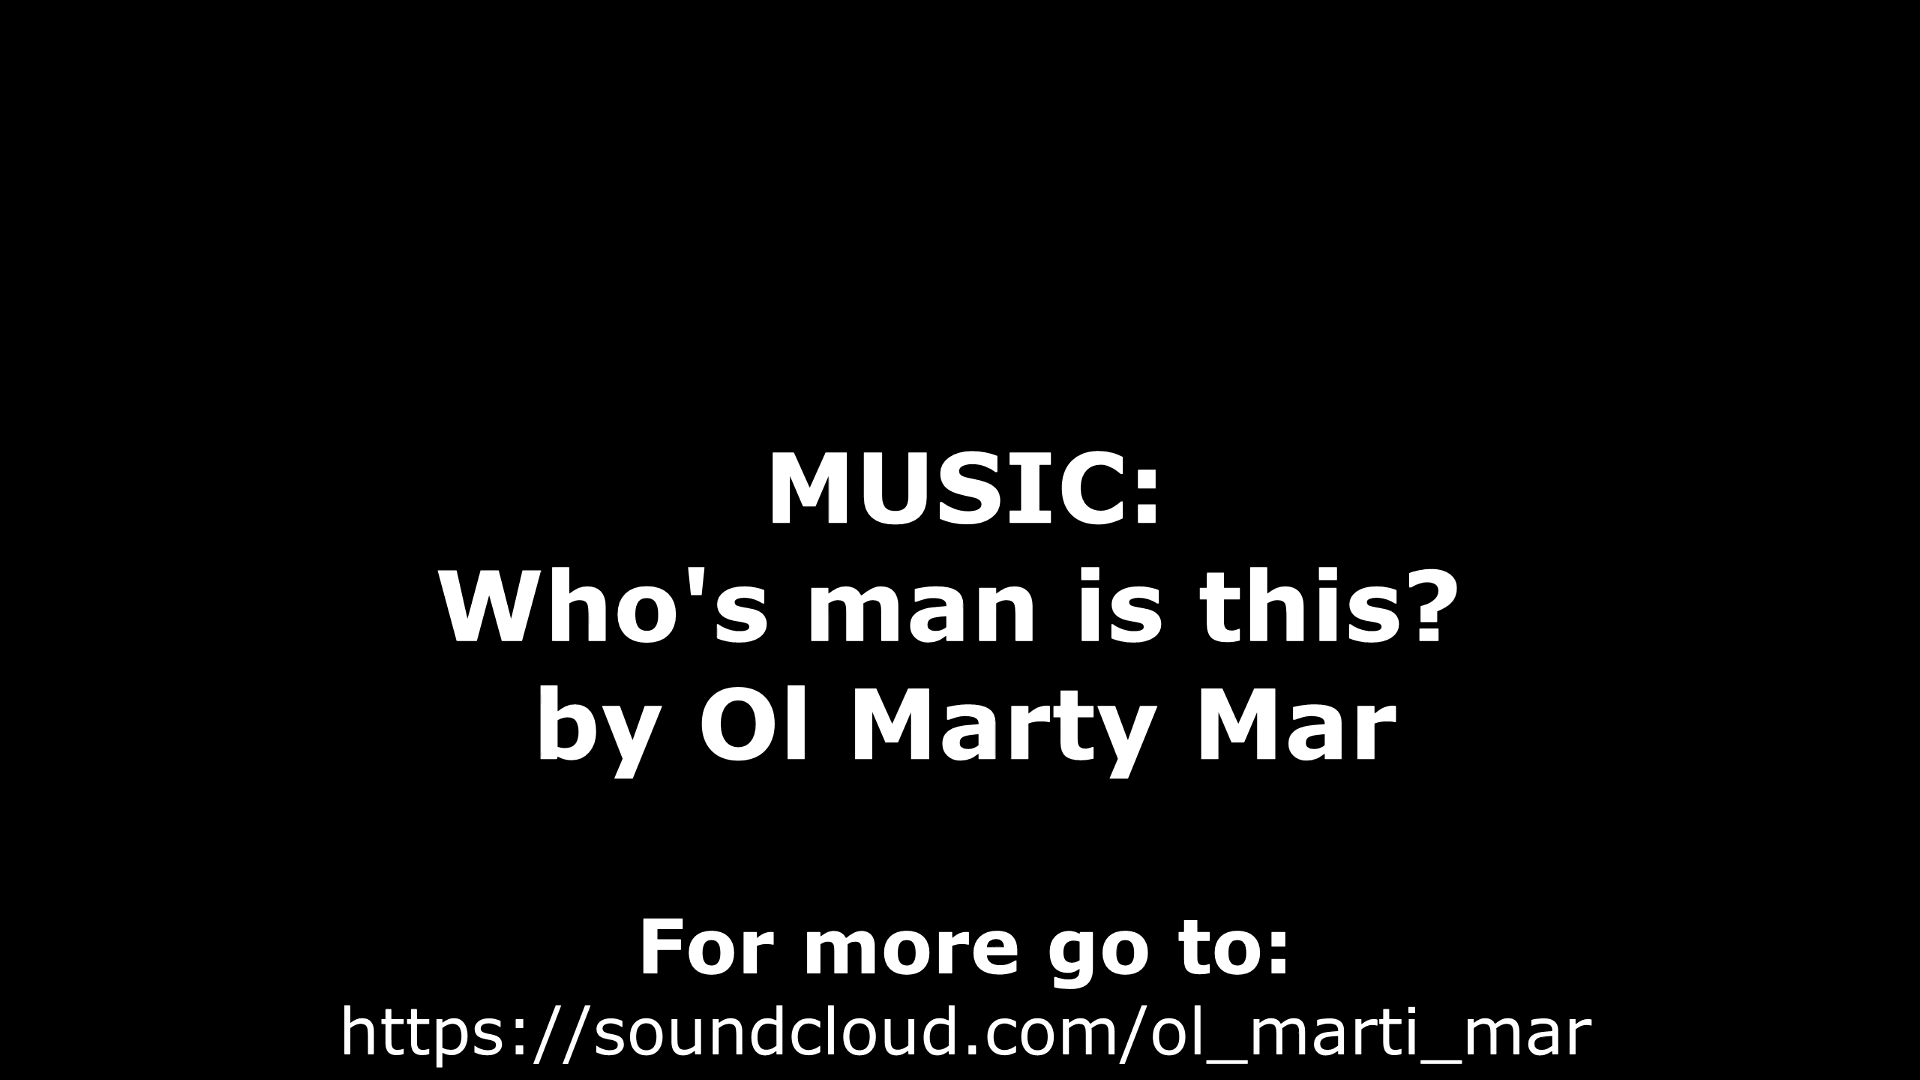 MUSIC:
Who's man is this?
by Ol Marty Mar
For more go to:
https://soundcloud.com/ol_marti_mar